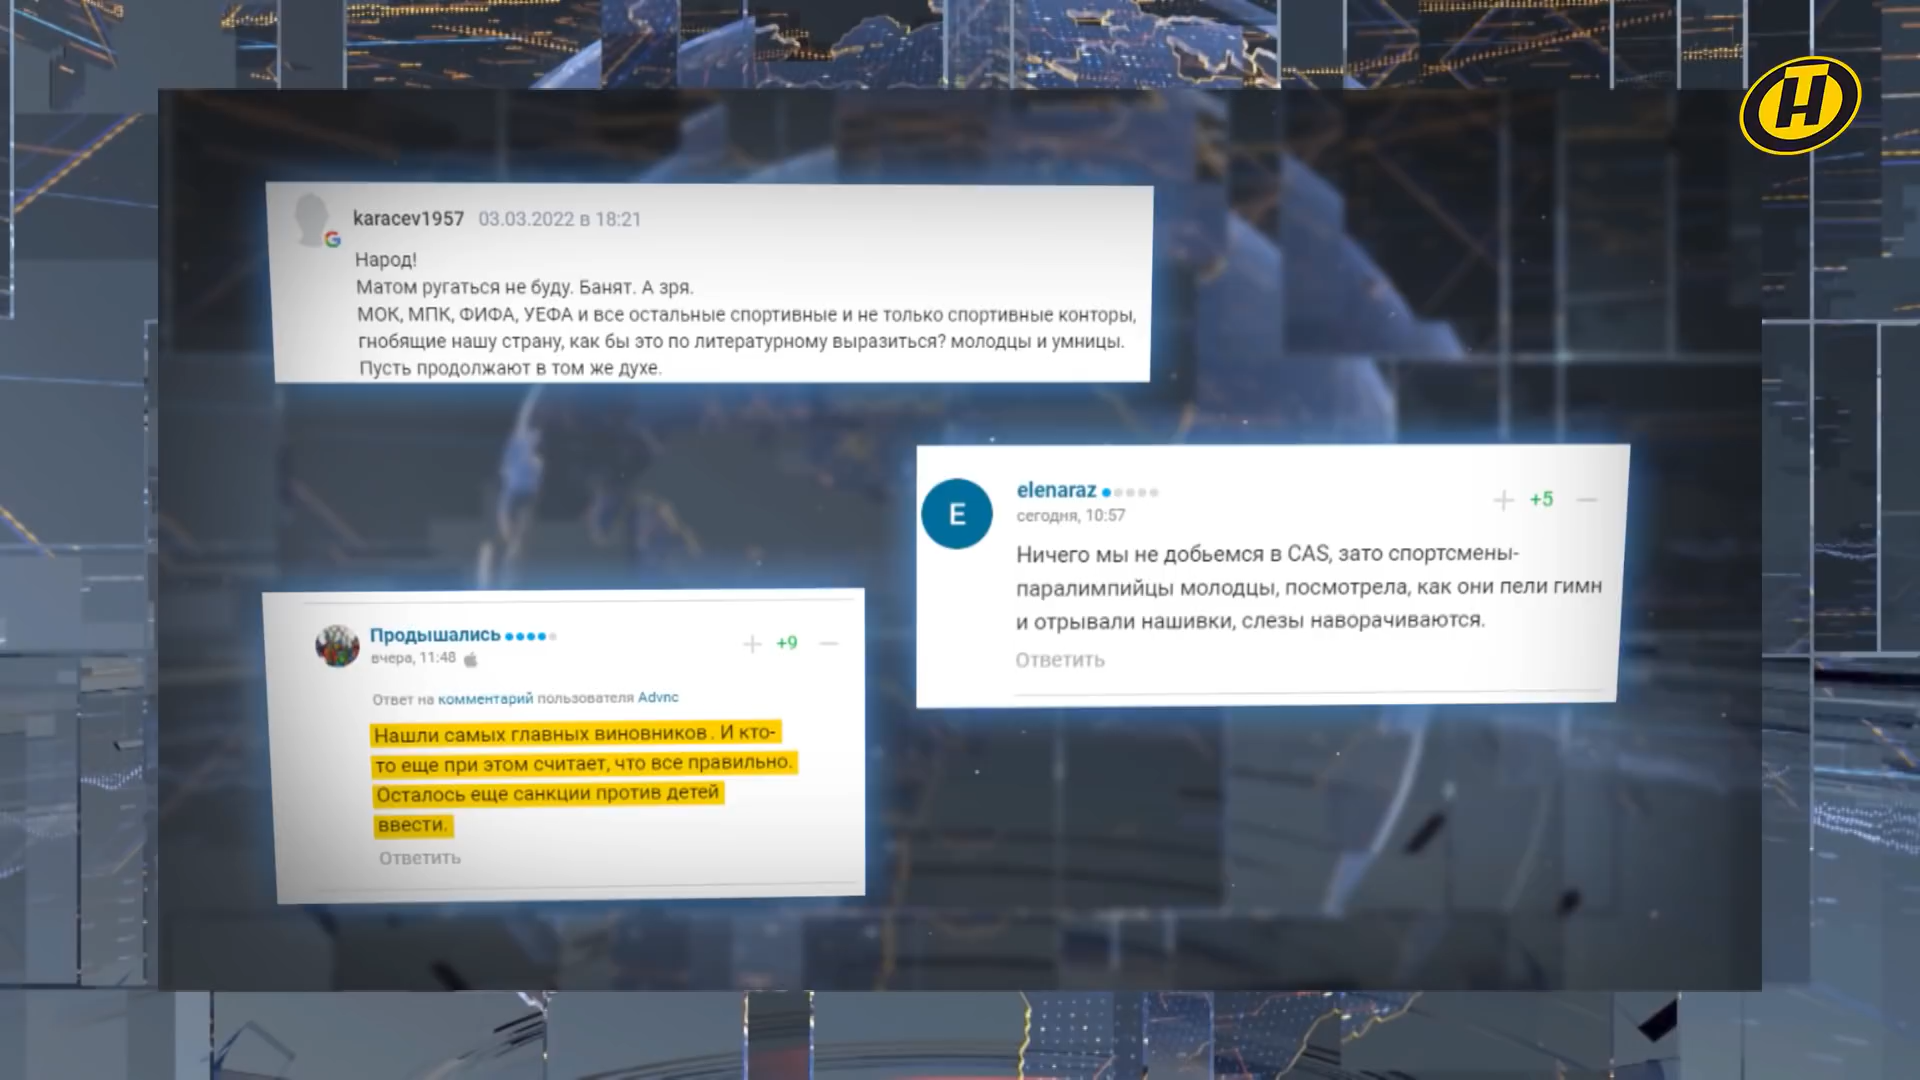 karacev1957 03.03.2022 в 18:21
Народ!
Матом ругаться не буду. Банят. А зря.
МОК, МПК, ФИФА, УЕФА и все остальные спортивные и не только спортивные конторы,
гнобящие нашу страну, как бы это по литературному выразиться? молодцы и умницы.
Пусть продолжают в том же духе.
E
elenaraz
+5
сегодня, 10:57
Ничего мы не добьемся в CAS, зато спортсмены-
паралимпийцы молодцы, посмотрела, как они пели гимн
и отрывали нашивки, слезы наворачиваются.
Ответить
Продышались
+9
вчера, 11:48
Ответ на комментарий пользователя Advnc
Нашли самых главных виновников. И кто-
то еще при этом считает, что все правильно.
Осталось еще санкции против детей
ввести.
Ответить